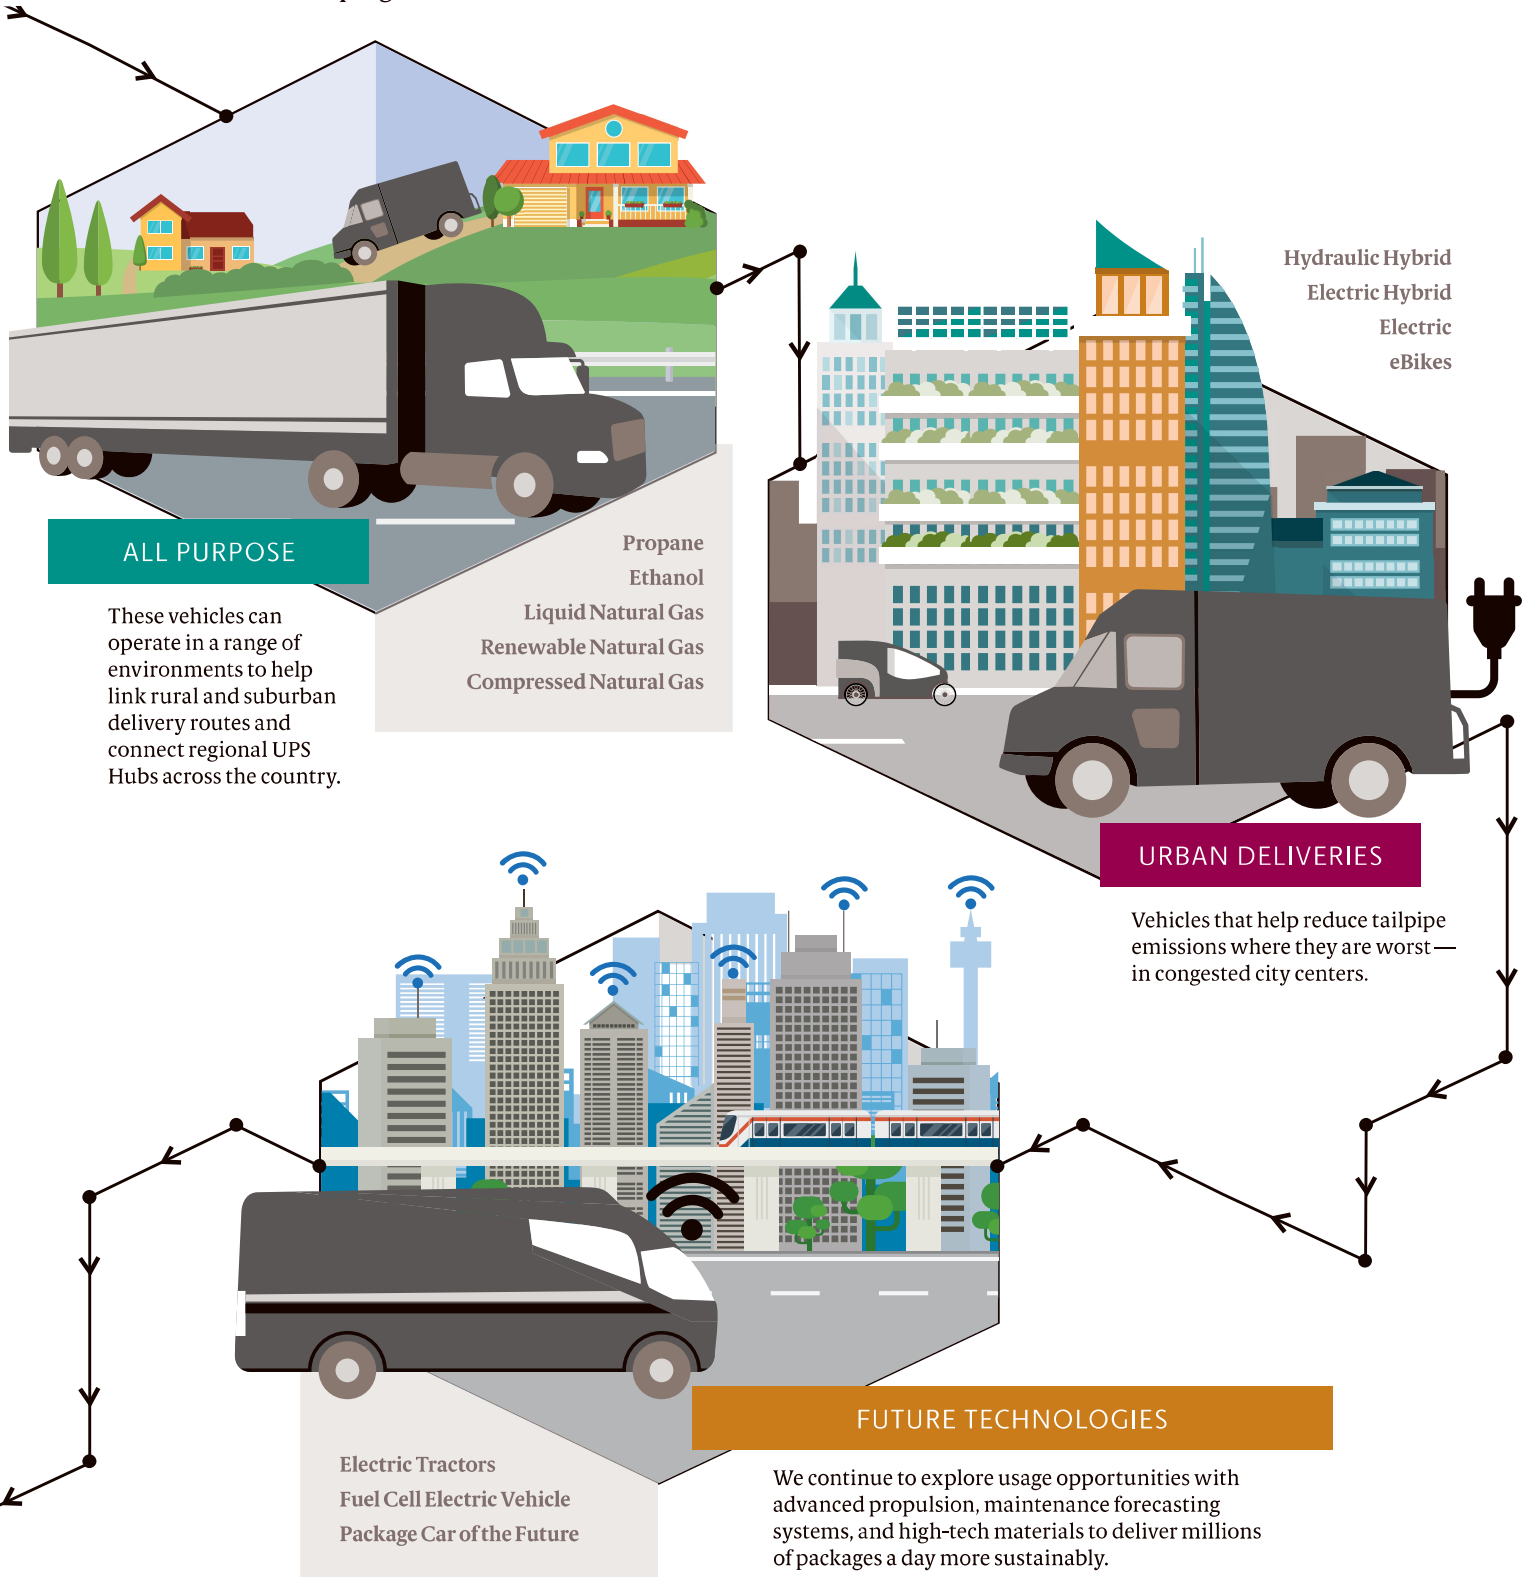 ALL PURPOSE
These vehicles can
operate in a range of
environments to help
link rural and suburban
delivery routes and
connect regional UPS
Hubs across the country.
Propane
Ethanol
Liquid Natural Gas
Renewable Natural Gas
Compressed Natural Gas
Hydraulic Hybrid
Electric Hybrid
Electric
eBikes
URBAN DELIVERIES
Vehicles that help reduce tailpipe
emissions where they are worst—
in congested city centers.
FUTURE TECHNOLOGIES
We continue to explore usage opportunities with
advanced propulsion, maintenance forecasting
systems, and high-tech materials to deliver millions
of packages a day more sustainably.
Electric Tractors
Fuel Cell Electric Vehicle
Package Car of the Future